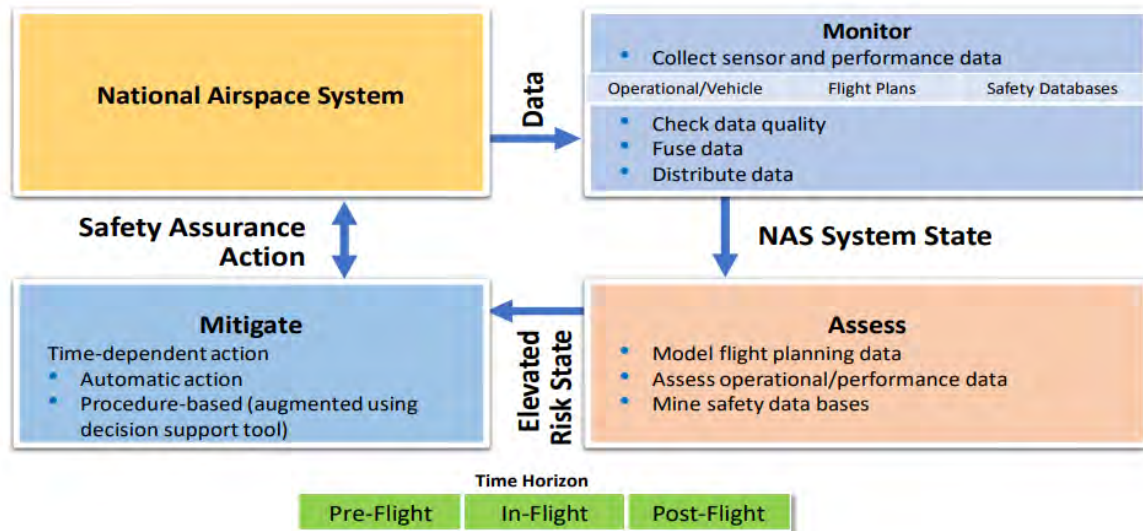 National Airspace System
Data
Monitor
• Collect sensor and performance data
Operational/Vehicle Flight Plans Safety Databases
• Check data quality
• Fuse data
• Distribute data
Safety Assurance
Action
NAS System State
Mitigate
Time-dependent action
• Automatic action
• Procedure-based (augmented using
decision support tool)
Elevated
Risk State
Assess
• Model flight planning data
• Assess operational/performance data
• Mine safety data bases
Time Horizon
Pre-Flight In-Flight Post-Flight